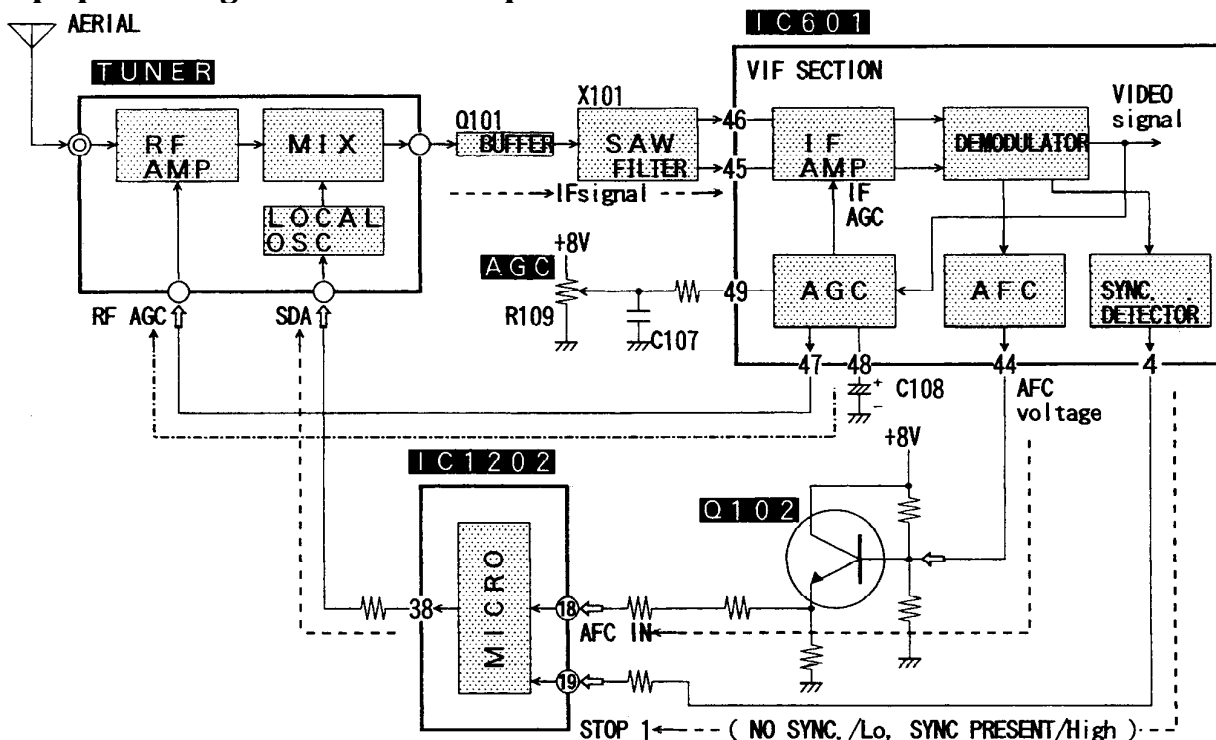 AERIAL
TUNER
RF
AMP
MIX
LOCAL
OSC
RF AGC
SDA
Q101
BUFFER
X101
SAW
FILTER
IFsignal
+8V
AGC
R109
C107
IC601
VIF SECTION
46
45
IF
AMP
IF
AGC
DEMODULATOR
VIDEO
signal
49
AGC
AFC
SYNC.
DETECTOR
47
48
44
4
C108
+
-
AFC
voltage
+8V
Q102
IC1202
MICRO
38
18
19
AFC IN
STOP 1
( NO SYNC./Lo, SYNC PRESENT/High )